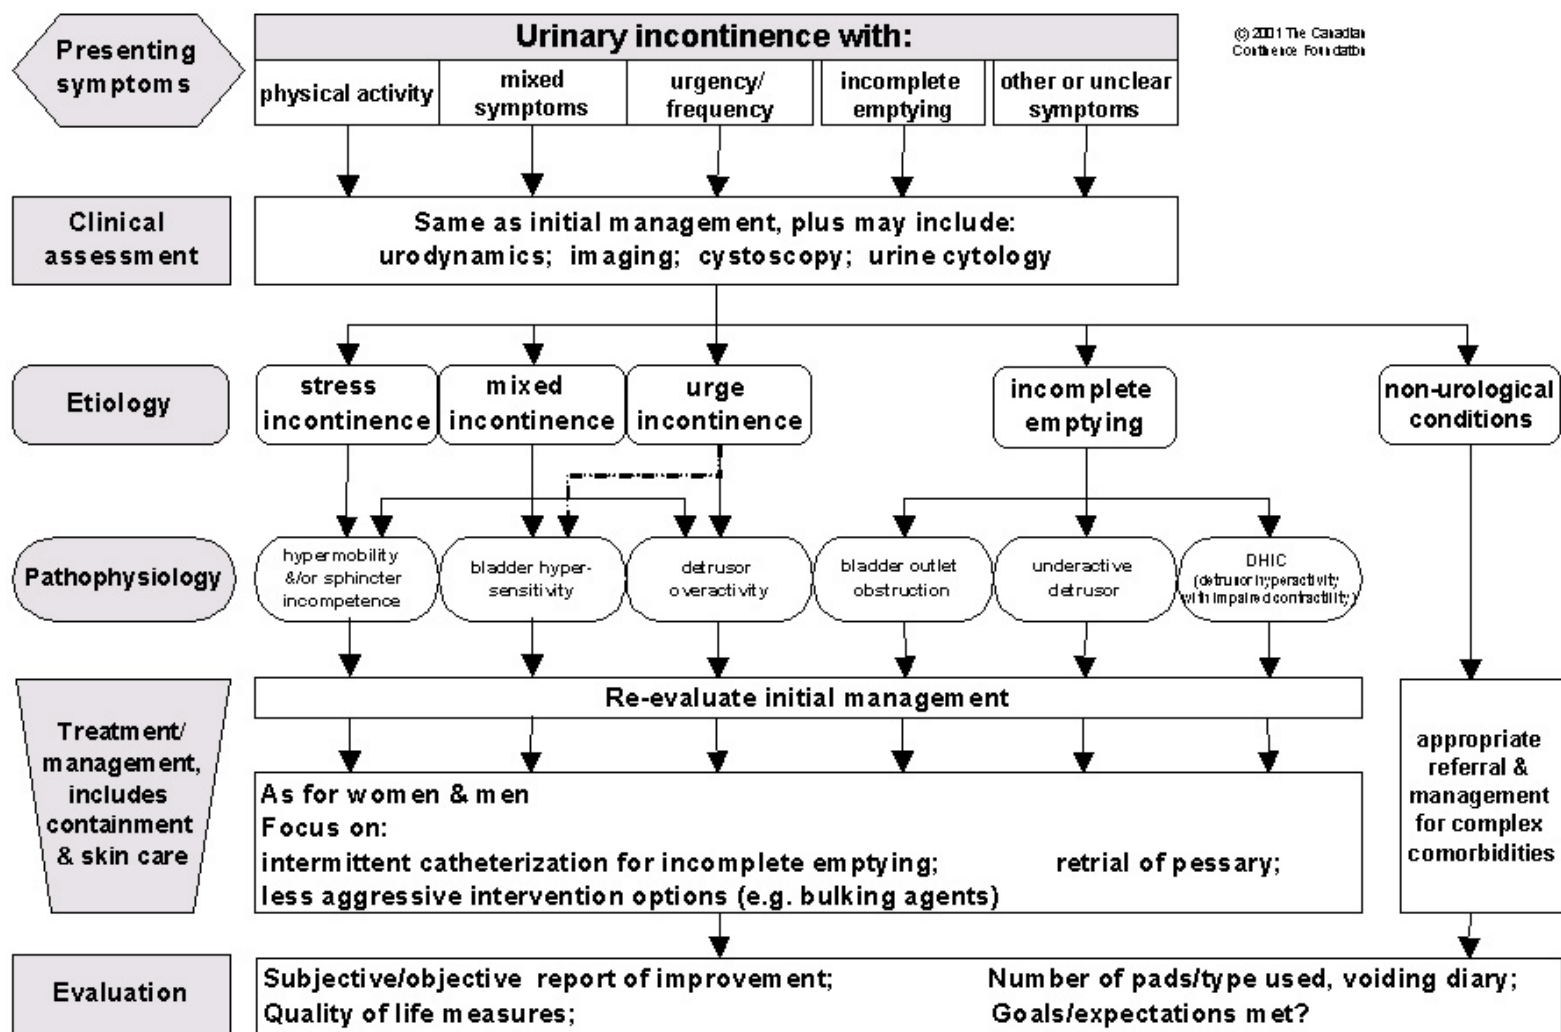 Presenting
symptoms
Urinary incontinence with:
© 2001 The Canadian
Continence Foundation
physical activity
mixed
symptoms
urgency/
frequency
incomplete
emptying
other or unclear
symptoms
Clinical
assessment
Same as initial management, plus may include:
urodynamics; imaging; cystoscopy; urine cytology
Etiology
stress
incontinence
mixed
incontinence
urge
incontinence
incomplete
emptying
non-urological
conditions
Pathophysiology
hypermobility
&/or sphincter
incompetence
bladder hyper-
sensitivity
detrusor
overactivity
bladder outlet
obstruction
underactive
detrusor
DHIC
(detrusor hyperactivity
with impaired contractility)
Treatment/
management,
includes
containment
& skin care
Re-evaluate initial management
As for women & men
Focus on:
intermittent catheterization for incomplete emptying; retrial of pessary;
less aggressive intervention options (e.g. bulking agents)
appropriate
referral &
management
for complex
comorbidities
Evaluation
Subjective/objective report of improvement; Number of pads/type used, voiding diary;
Quality of life measures; Goals/expectations met?